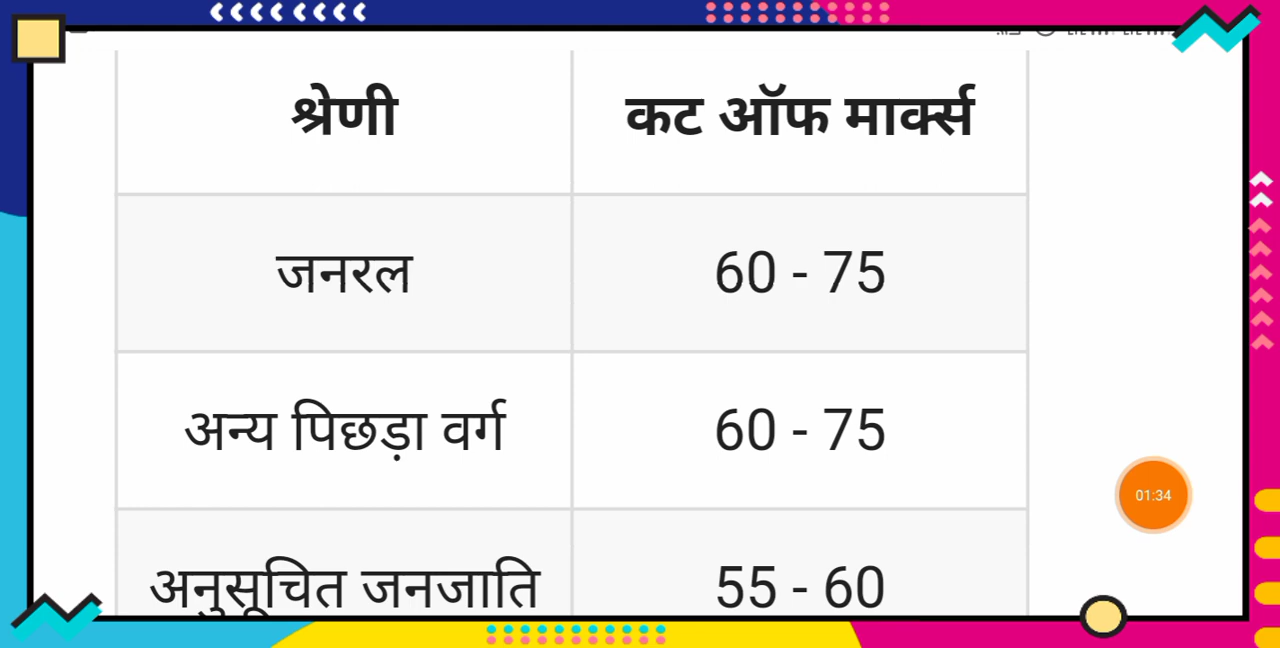 श्रेणी कट ऑफ मार्क्स
जनरल 60 - 75
अन्य पिछड़ा वर्ग 60 - 75
अनुसूचित जनजाति 55 - 60
01:34